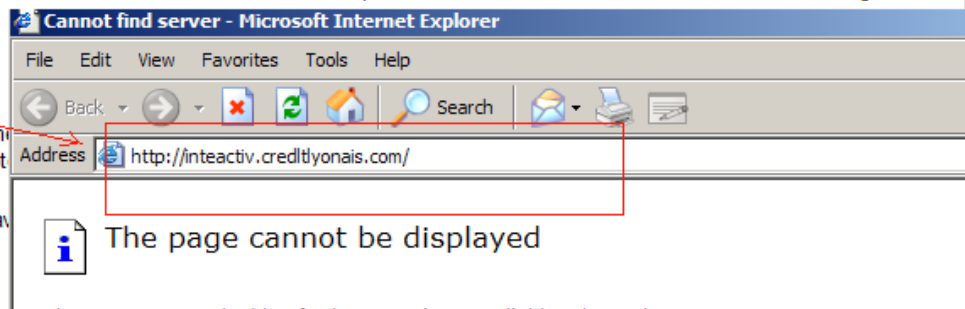 Cannot find server - Microsoft Internet Explorer
File Edit View Favorites Tools Help
Back Search
Address http://inteactiv.credltlyonais.com/
The page cannot be displayed